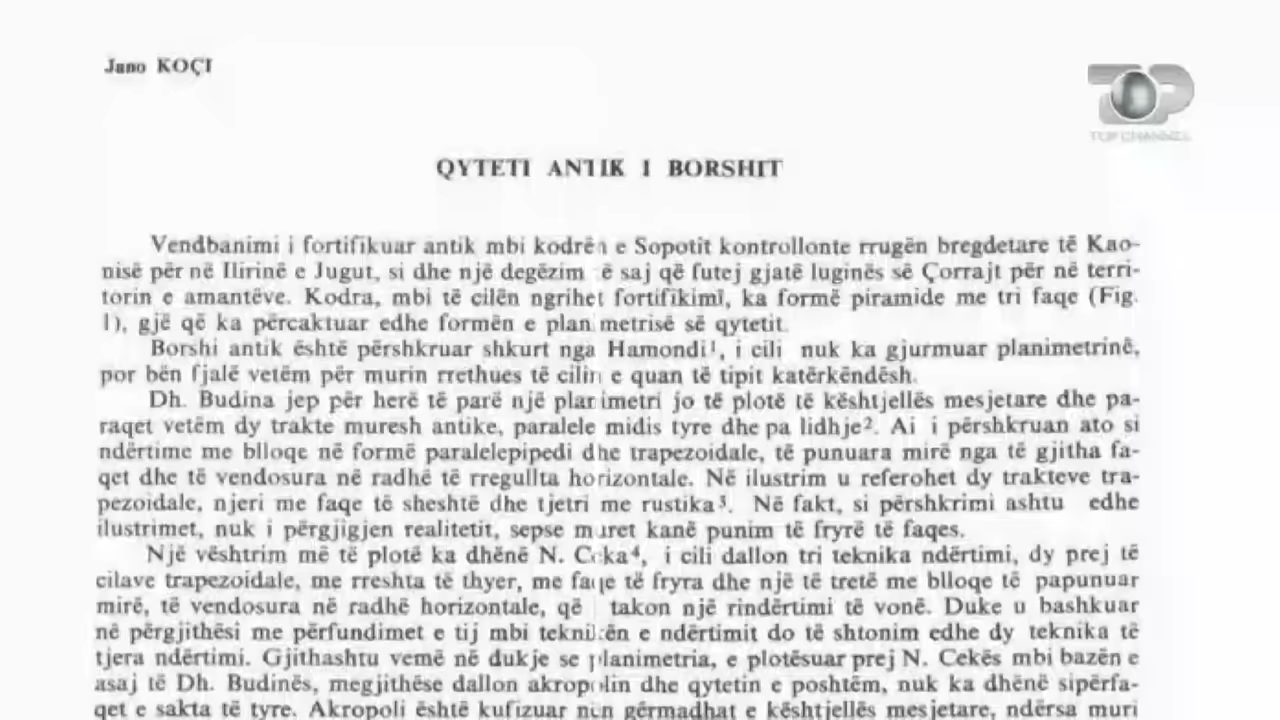 Jano KOÇI
TOP CHANNEL
QYTETI ANTIK I BORSHIT
Vendbanimi i fortifikuar antik mbi kodrën e Sopotit kontrollonte rrugën bregdetare të Kao-
nisë për në Ilirinë e Jugut, si dhe një degëzim të saj që futej gjatë luginës së Çorrajt për në terri-
torin e amantëve. Kodra, mbi të cilën ngrihet fortifikimi, ka formë piramide me tri faqe (Fig.
1), gjë që ka përcaktuar edhe formën e planimetrisë së qytetit.
Borshi antik është përshkruar shkurt nga Hamondi¹, i cili nuk ka gjurmuar planimetrinë,
por bën fjalë vetëm për murin rrethues të cilin e quan të tipit katërkëndësh.
Dh. Budina jep për herë të parë një planimetri jo të plotë të kështjellës mesjetare dhe pa-
raqet vetëm dy trakte muresh antike, paralele midis tyre dhe pa lidhje². Ai i përshkruan ato si
ndërtime me blloqe në formë paralelepipedi dhe trapezoidale, të punuara mirë nga të gjitha fa-
qet dhe të vendosura në radhë të rregullta horizontale. Në ilustrim u referohet dy trakteve tra-
pezoidale, njeri me faqe të sheshtë dhe tjetri me rustika³. Në fakt, si përshkrimi ashtu edhe
ilustrimet, nuk i përgjigjen realitetit, sepse muret kanë punim të fryrë të faqes.
Një vështrim më të plotë ka dhënë N. Ceka⁴, i cili dallon tri teknika ndërtimi, dy prej të
cilave trapezoidale, me rreshta të thyer, me faqe të fryra dhe një të tretë me blloqe të papunuar
mirë, të vendosura në radhë horizontale, që takon një rindërtimi të vonë. Duke u bashkuar
në përgjithësi me përfundimet e tij mbi teknikën e ndërtimit do të shtonim edhe dy teknika të
tjera ndërtimi. Gjithashtu vemë në dukje se planimetria, e plotësuar prej N. Cekës mbi bazën e
asaj të Dh. Budinës, megjithëse dallon akropolin dhe qytetin e poshtëm, nuk ka dhënë sipërfa-
qet e sakta të tyre. Akropoli është kufizuar nën gërmadhat e kështjellës mesjetare, ndërsa muri